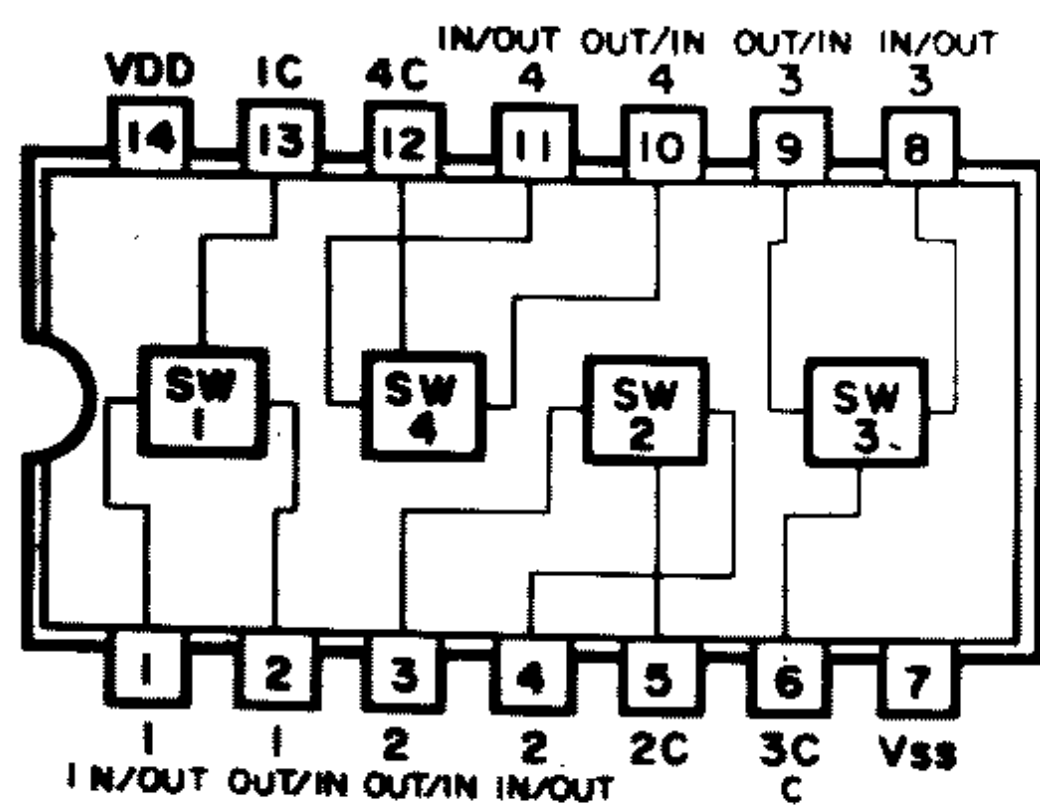 IN/OUT OUT/IN OUT/IN IN/OUT
VDD 1C 4C 4 4 3 3
14 13 12 11 10 9 8
SW SW SW SW
1 4 2 3
1 2 3 4 5 6 7
1 1 2 2 2C 3C Vss
IN/OUT OUT/IN OUT/IN IN/OUT C